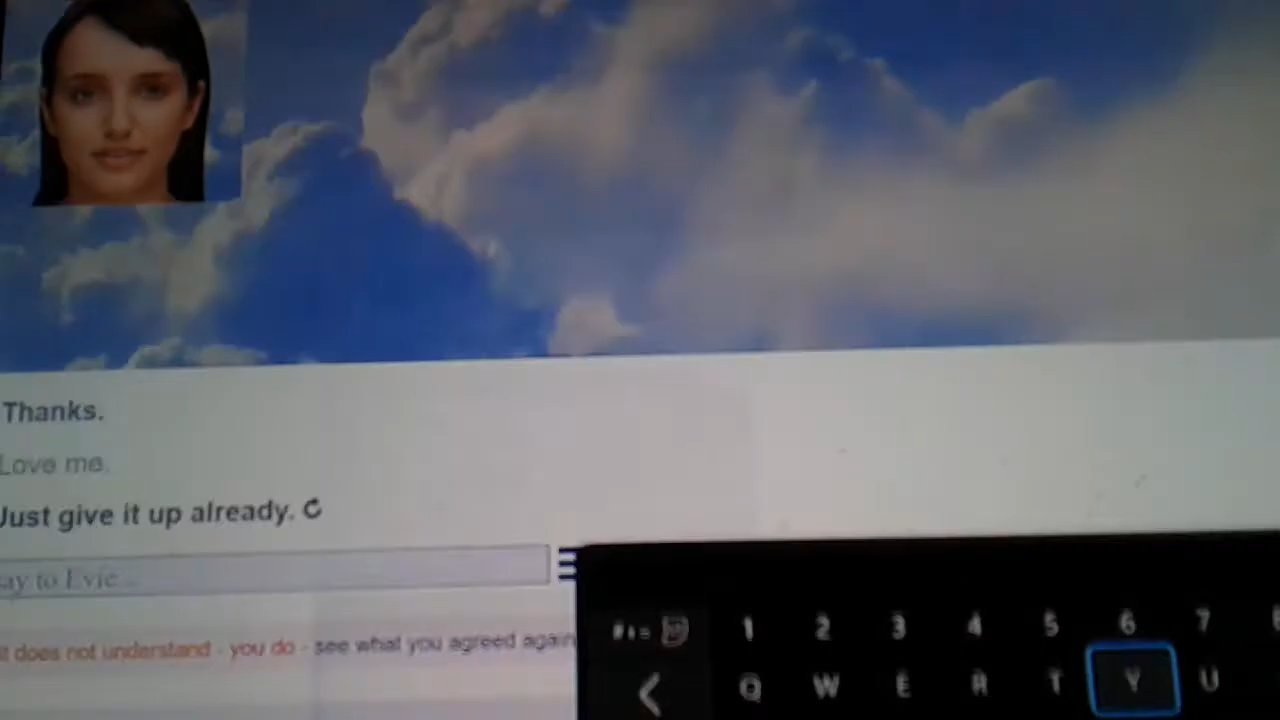 Thanks.
Love me.
Just give it up already.
ay to Evie
it does not understand - you do - see what you agreed again
1 2 3 4 5 6 7
Q W E R T Y U